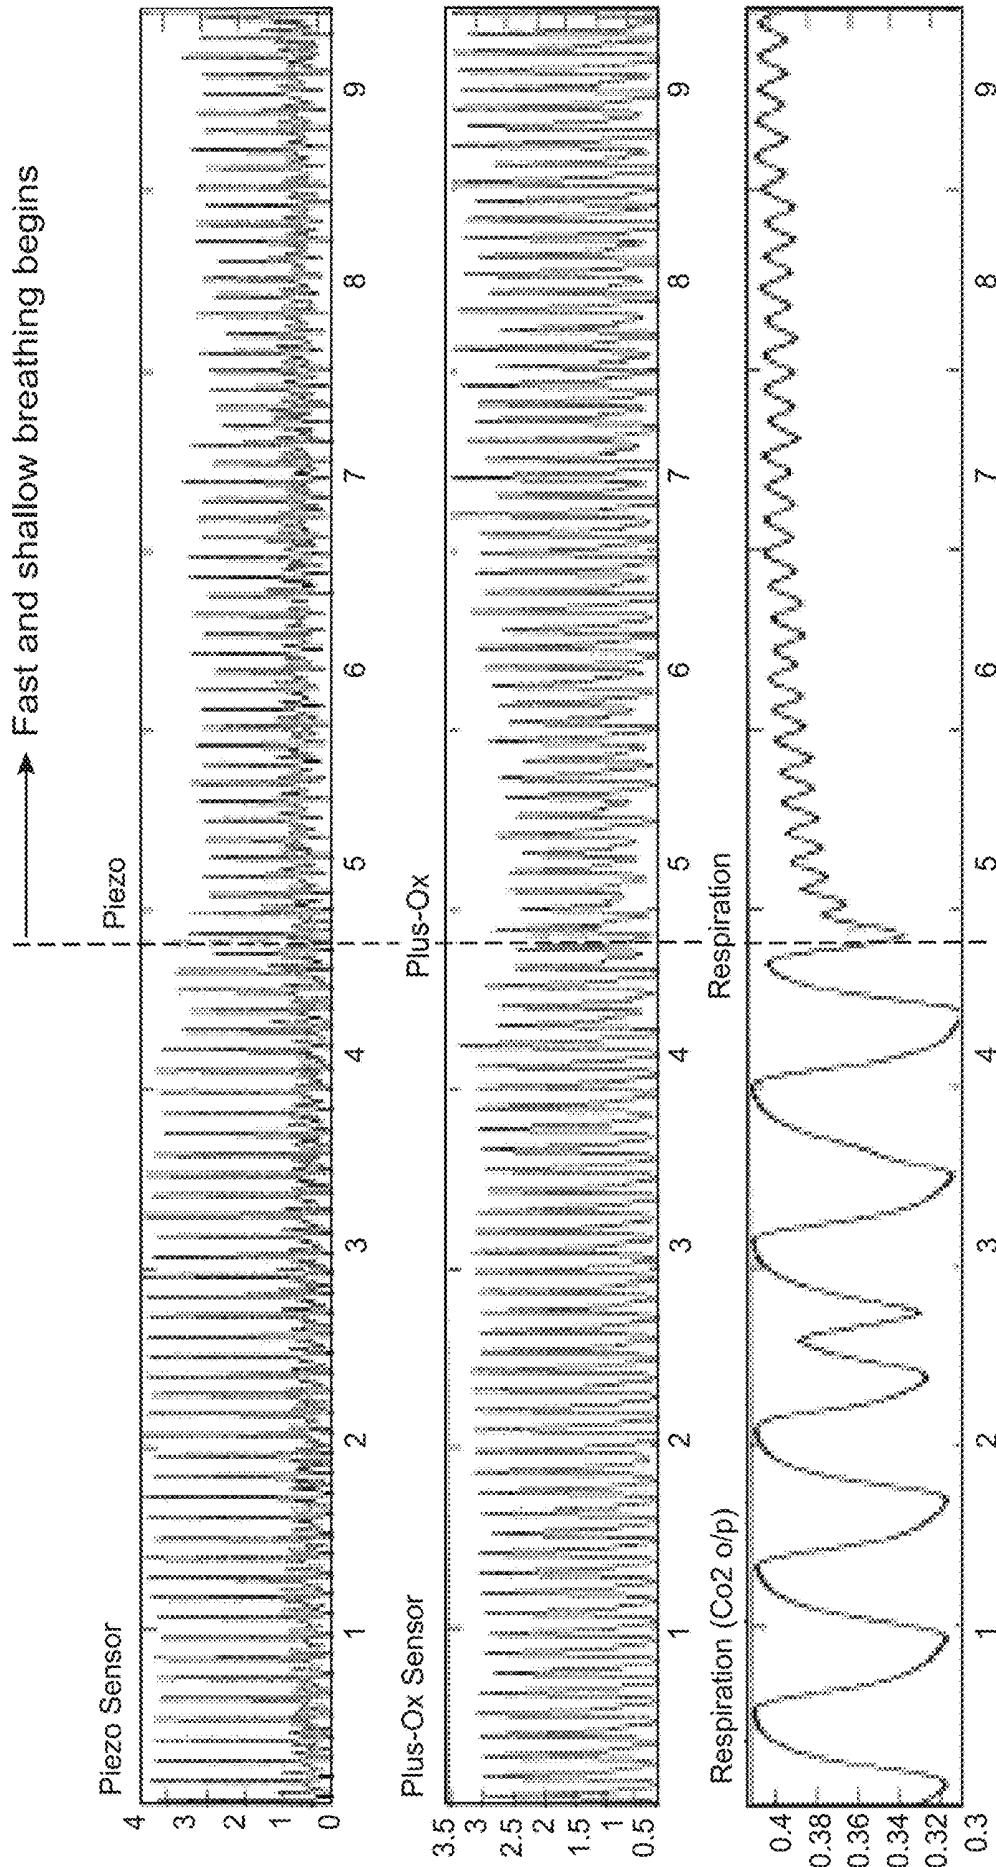 Fast and shallow breathing begins
Piezo Sensor
Piezo
4
3
2
1
0
1 2 3 4 5 6 7 8 9
Plus-Ox Sensor
Plus-Ox
3.5
3
2.5
2
1.5
1
0.5
1 2 3 4 5 6 7 8 9
Respiration (Co2 o/p)
Respiration
0.4
0.38
0.36
0.34
0.32
0.3
1 2 3 4 5 6 7 8 9